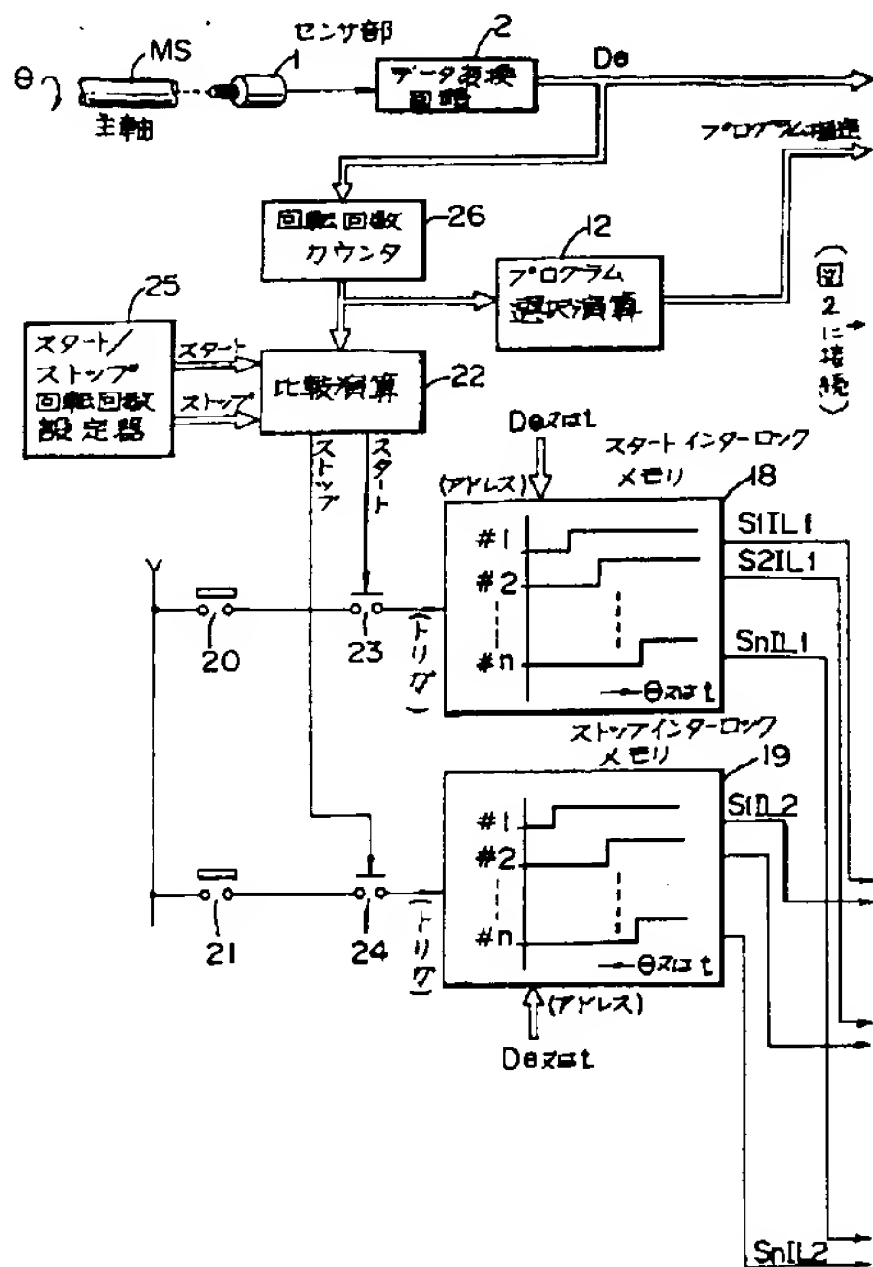 センサ部
MS
1
2
Dθ
θ
データ変換
回路
主軸
プログラム選択
回転回数
カウンタ
26
12
プログラム
選択演算
(図2に接続)
25
スタート/
ストップ
回転回数
設定器
スタート
ストップ
比較演算
22
ストップ
スタート
Dθ又はt
(アドレス)
スタートインターロック
メモリ
18
#1
#2
#n
θ又はt
S1IL1
S2IL1
SnIL1
20
23
(トリガ)
ストップインターロック
メモリ
19
#1
#2
#n
θ又はt
S1IL2
21
24
(トリガ)
(アドレス)
Dθ又はt
SnIL2